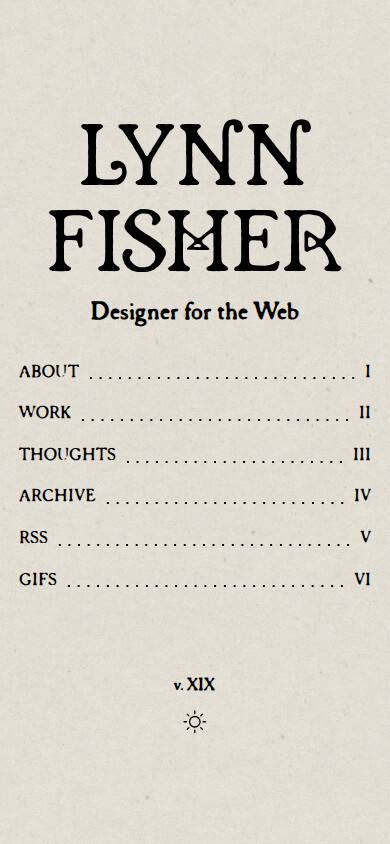 LYNN
FISHER
Designer for the Web
ABOUT . . . . . . . . . . . . . . . . . . . . . . . . . . . . . I
WORK . . . . . . . . . . . . . . . . . . . . . . . . . . . . . II
THOUGHTS . . . . . . . . . . . . . . . . . . . . . . . . III
ARCHIVE . . . . . . . . . . . . . . . . . . . . . . . . . . IV
RSS . . . . . . . . . . . . . . . . . . . . . . . . . . . . . . . V
GIFS . . . . . . . . . . . . . . . . . . . . . . . . . . . . . . VI
v. XIX